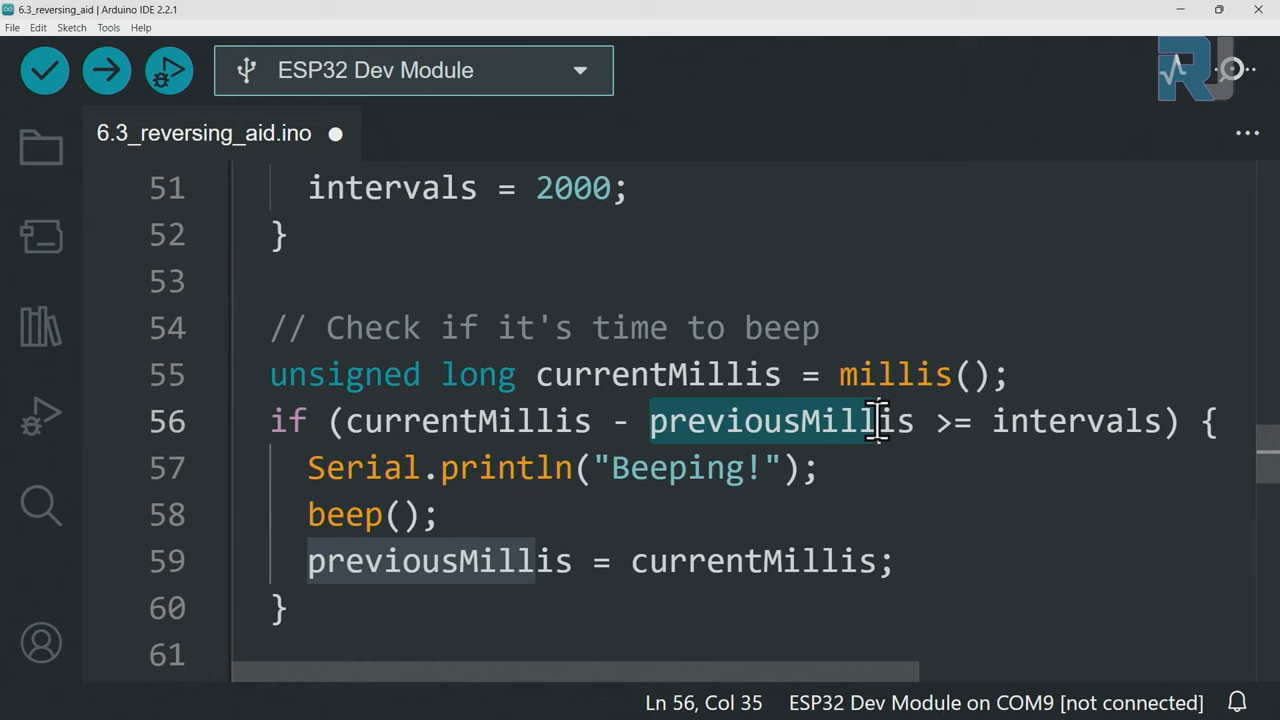 6.3_reversing_aid | Arduino IDE 2.2.1
File Edit Sketch Tools Help
ESP32 Dev Module
RJ
6.3_reversing_aid.ino
51 intervals = 2000;
52 }
53
54 // Check if it's time to beep
55 unsigned long currentMillis = millis();
56 if (currentMillis - previousMillis >= intervals) {
57 Serial.println("Beeping!");
58 beep();
59 previousMillis = currentMillis;
60 }
61
Ln 56, Col 35 ESP32 Dev Module on COM9 [not connected]